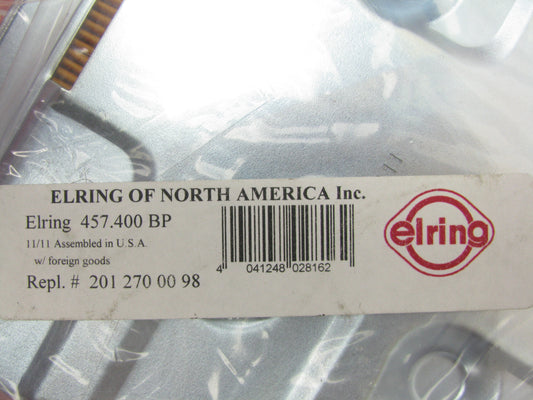 ELRING OF NORTH AMERICA Inc.
Elring 457.400 BP
11/11 Assembled in U.S.A.
w/ foreign goods
Repl. # 201 270 00 98
4 041248 028162
elring